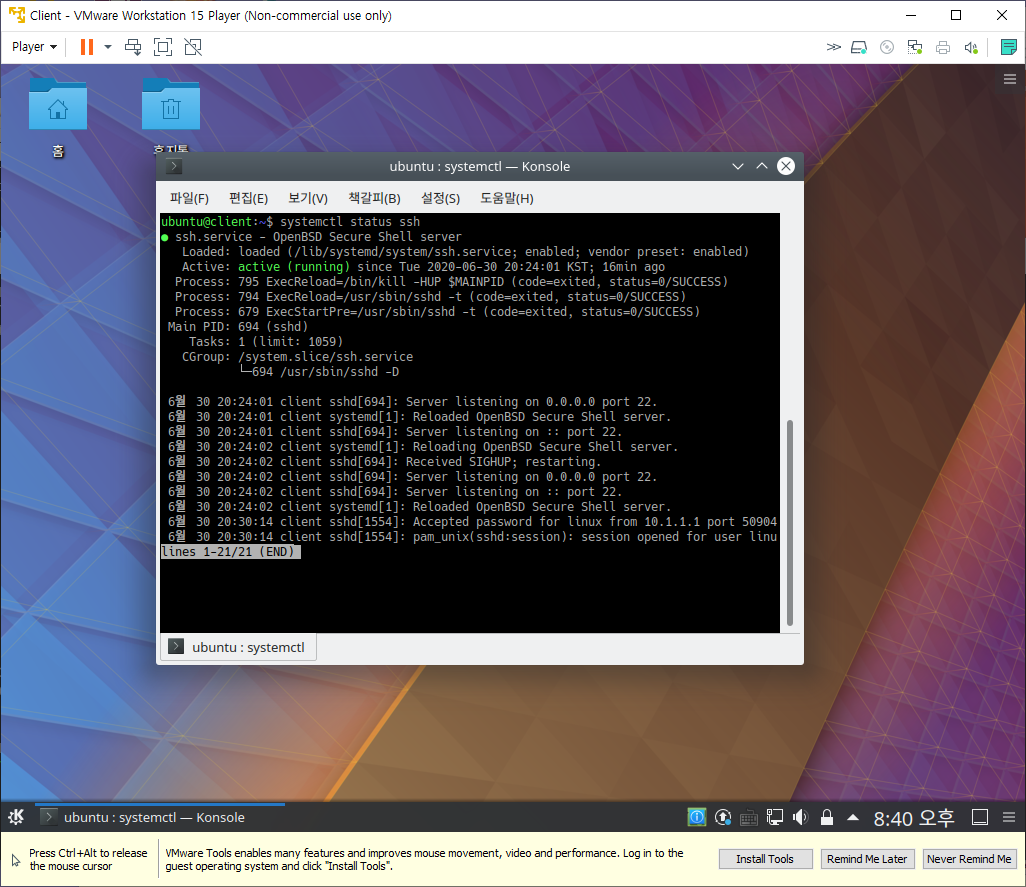 Client - VMware Workstation 15 Player (Non-commercial use only)
Player
홈
휴지통
ubuntu : systemctl — Konsole
파일(F) 편집(E) 보기(V) 책갈피(B) 설정(S) 도움말(H)
ubuntu@client:~$ systemctl status ssh
● ssh.service - OpenBSD Secure Shell server
Loaded: loaded (/lib/systemd/system/ssh.service; enabled; vendor preset: enabled)
Active: active (running) since Tue 2020-06-30 20:24:01 KST; 16min ago
Process: 795 ExecReload=/bin/kill -HUP $MAINPID (code=exited, status=0/SUCCESS)
Process: 794 ExecReload=/usr/sbin/sshd -t (code=exited, status=0/SUCCESS)
Process: 679 ExecStartPre=/usr/sbin/sshd -t (code=exited, status=0/SUCCESS)
Main PID: 694 (sshd)
Tasks: 1 (limit: 1059)
CGroup: /system.slice/ssh.service
└─694 /usr/sbin/sshd -D
6월 30 20:24:01 client sshd[694]: Server listening on 0.0.0.0 port 22.
6월 30 20:24:01 client systemd[1]: Reloaded OpenBSD Secure Shell server.
6월 30 20:24:01 client sshd[694]: Server listening on :: port 22.
6월 30 20:24:02 client systemd[1]: Reloading OpenBSD Secure Shell server.
6월 30 20:24:02 client sshd[694]: Received SIGHUP; restarting.
6월 30 20:24:02 client sshd[694]: Server listening on 0.0.0.0 port 22.
6월 30 20:24:02 client sshd[694]: Server listening on :: port 22.
6월 30 20:24:02 client systemd[1]: Reloaded OpenBSD Secure Shell server.
6월 30 20:30:14 client sshd[1554]: Accepted password for linux from 10.1.1.1 port 50904
6월 30 20:30:14 client sshd[1554]: pam_unix(sshd:session): session opened for user linu
lines 1-21/21 (END)
ubuntu : systemctl
ubuntu : systemctl — Konsole
8:40 오후
Press Ctrl+Alt to release
the mouse cursor
VMware Tools enables many features and improves mouse movement, video and performance. Log in to the
guest operating system and click "Install Tools".
Install Tools
Remind Me Later
Never Remind Me